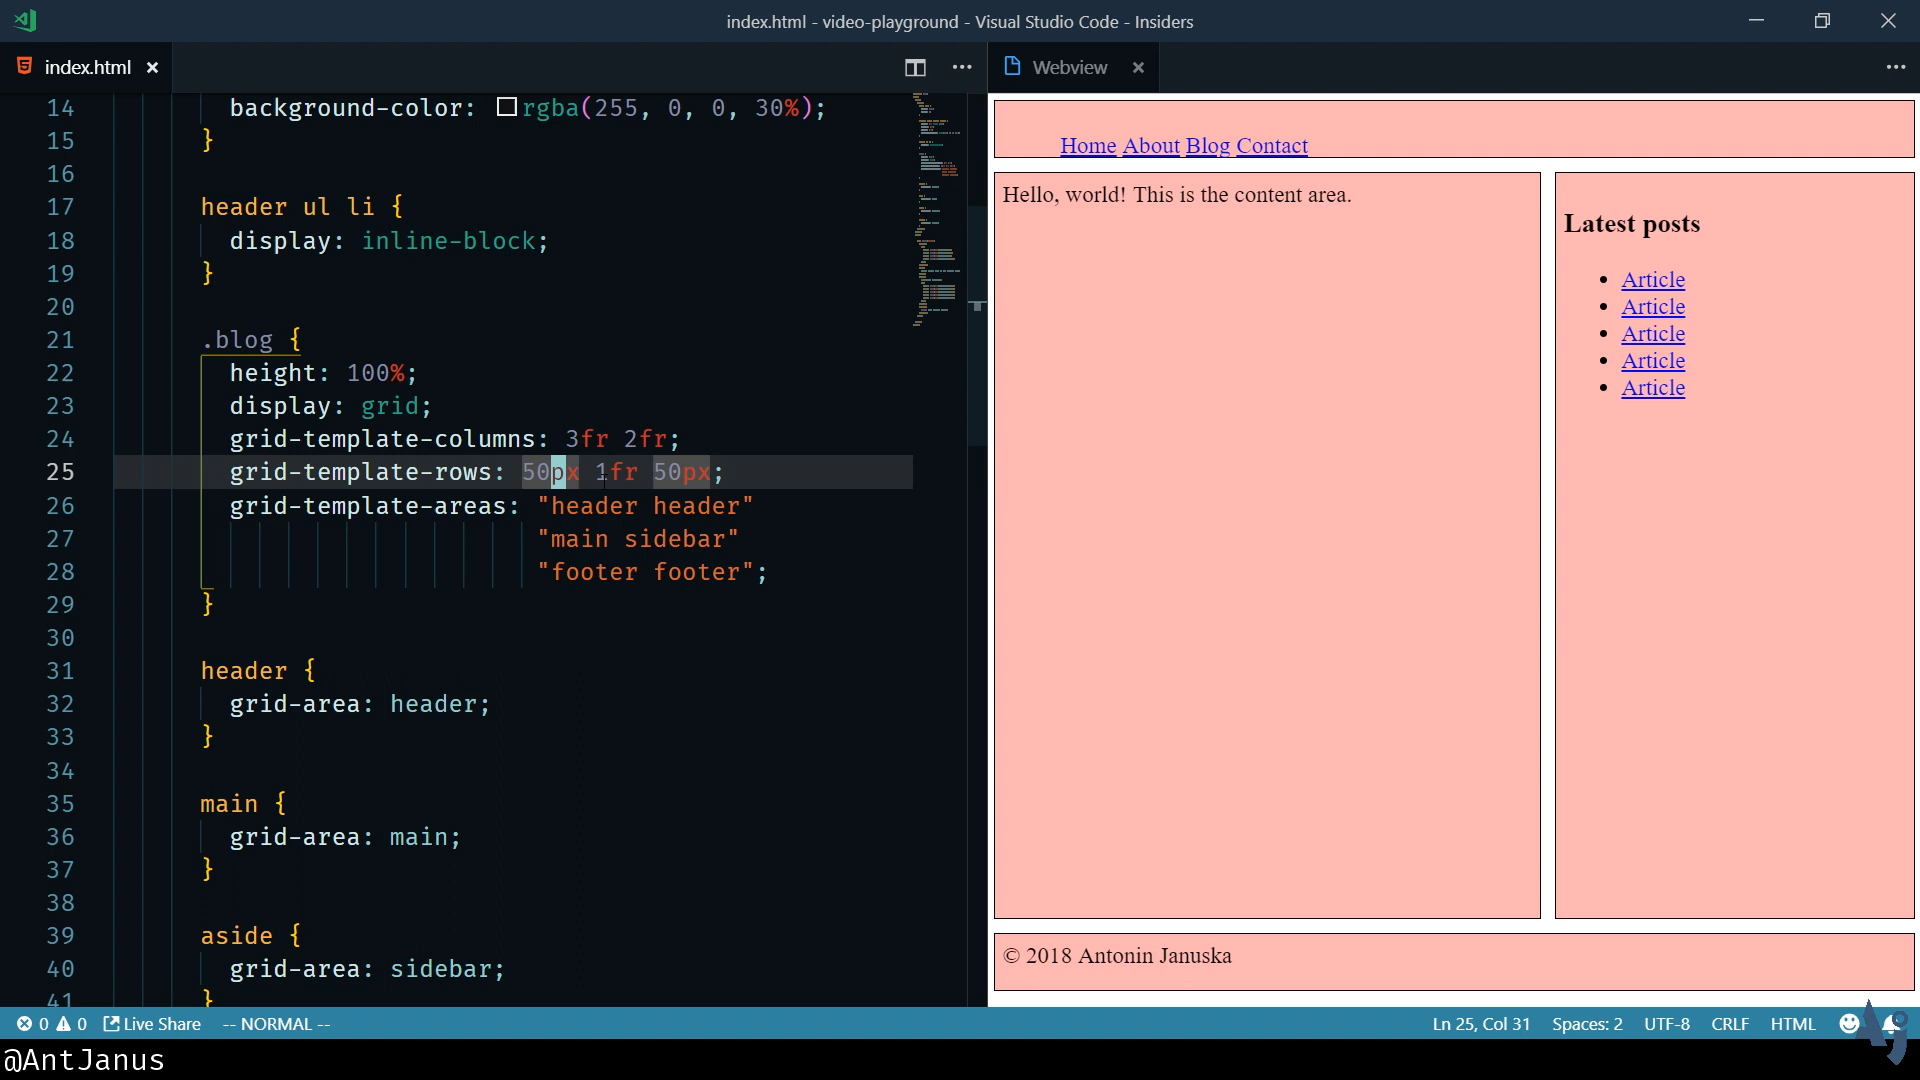 index.html - video-playground - Visual Studio Code - Insiders
index.html
Webview
14 background-color: rgba(255, 0, 0, 30%);
15 }
16
17 header ul li {
18 display: inline-block;
19 }
20
21 .blog {
22 height: 100%;
23 display: grid;
24 grid-template-columns: 3fr 2fr;
25 grid-template-rows: 50px 1fr 50px;
26 grid-template-areas: "header header"
27 "main sidebar"
28 "footer footer";
29 }
30
31 header {
32 grid-area: header;
33 }
34
35 main {
36 grid-area: main;
37 }
38
39 aside {
40 grid-area: sidebar;
41 }
Home About Blog Contact
Hello, world! This is the content area.
Latest posts
Article
Article
Article
Article
Article
© 2018 Antonin Januska
0 0 Live Share -- NORMAL --
Ln 25, Col 31 Spaces: 2 UTF-8 CRLF HTML
@AntJanus
AJ